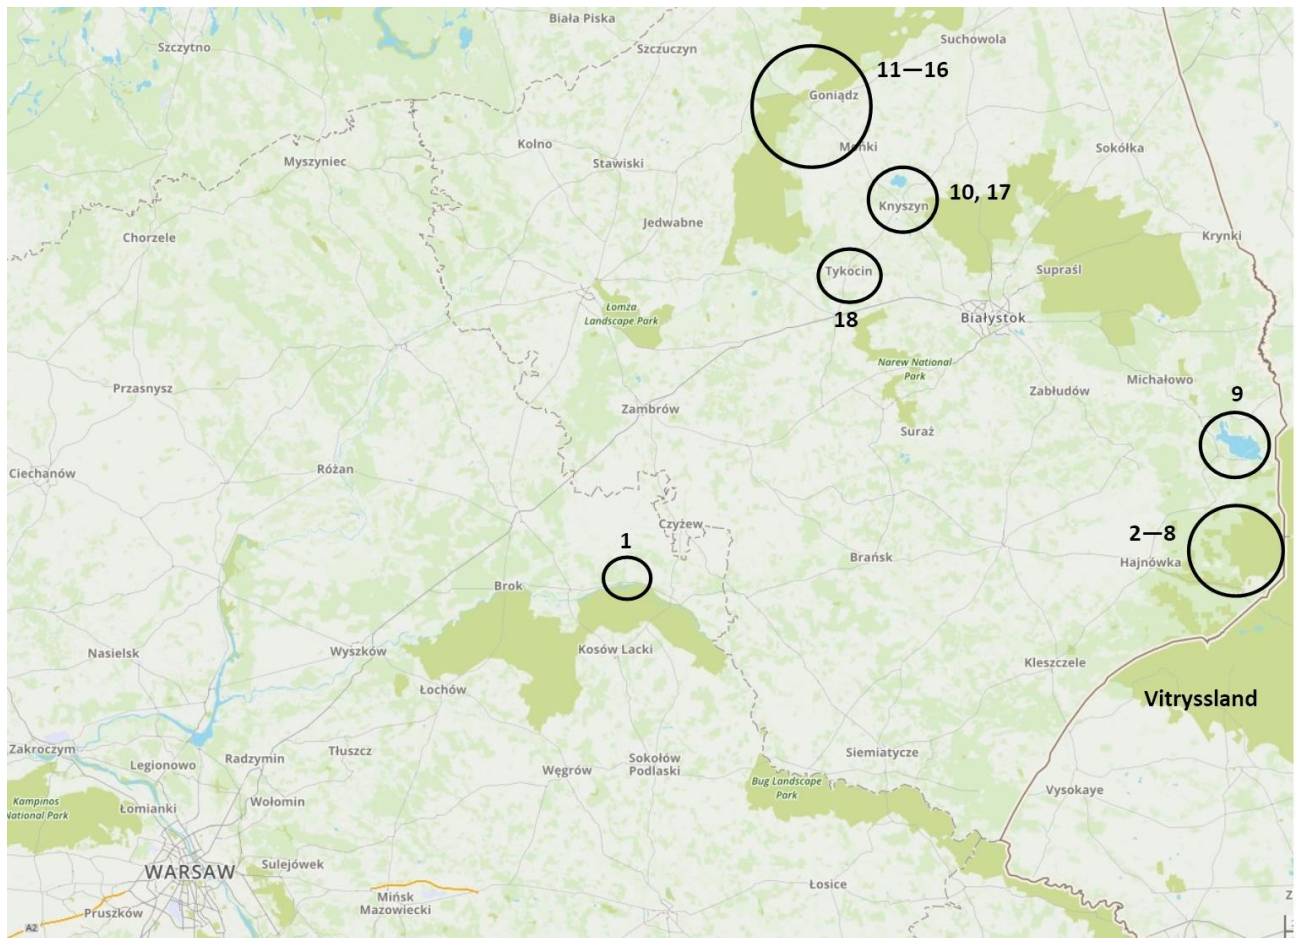 Biała Piska
Szczytno
Szczuczyn
Suchowola
11—16
Goniądz
Kolno
Mońki
Sokółka
Myszyniec
Stawiski
10, 17
Knyszyn
Jedwabne
Chorzele
Krynki
Tykocin
Supraśl
Łomża
Landscape Park
18
Białystok
Narew National
Park
Przasnysz
Michałowo
Zabłudów
9
Zambrów
Suraż
Ciechanów
Różan
Czyżew
2—8
1
Brańsk
Hajnówka
Brok
Nasielsk
Wyszków
Kosów Lacki
Kleszczele
Łochów
Vitryssland
Zakroczym
Tłuszcz
Siemiatycze
Radzymin
Legionowo
Węgrów
Sokołów
Podlaski
Bug Landscape
Park
Vysokaye
Kampinos
National Park
Łomianki
Wołomin
WARSAW
Sulejówek
Łosice
Mińsk
Mazowiecki
Pruszków
A2